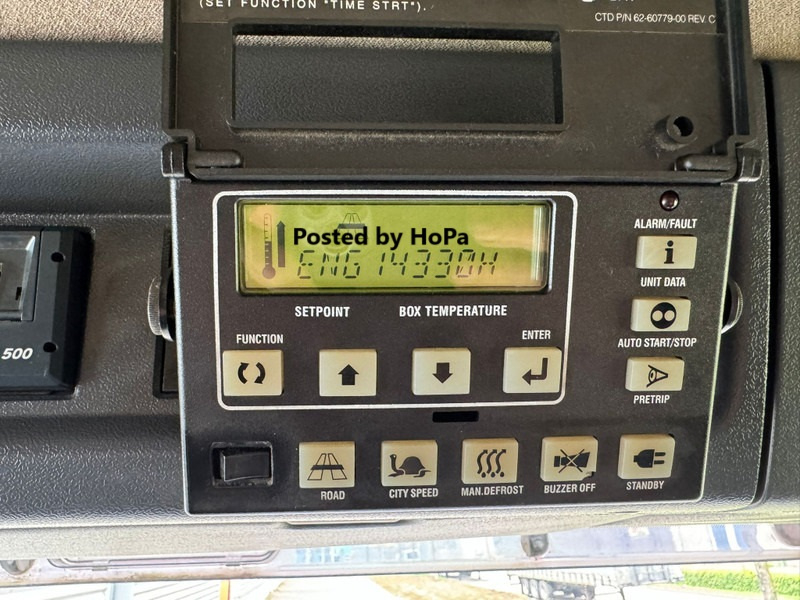 (SET FUNCTION "TIME STRT").
CTD P/N 62-60779-00 REV C
Posted by HoPa
ENG 14330H
SETPOINT
BOX TEMPERATURE
ALARM/FAULT
i
UNIT DATA
AUTO START/STOP
PRETRIP
FUNCTION
ENTER
500
ROAD
CITY SPEED
MAN.DEFROST
BUZZER OFF
STANDBY